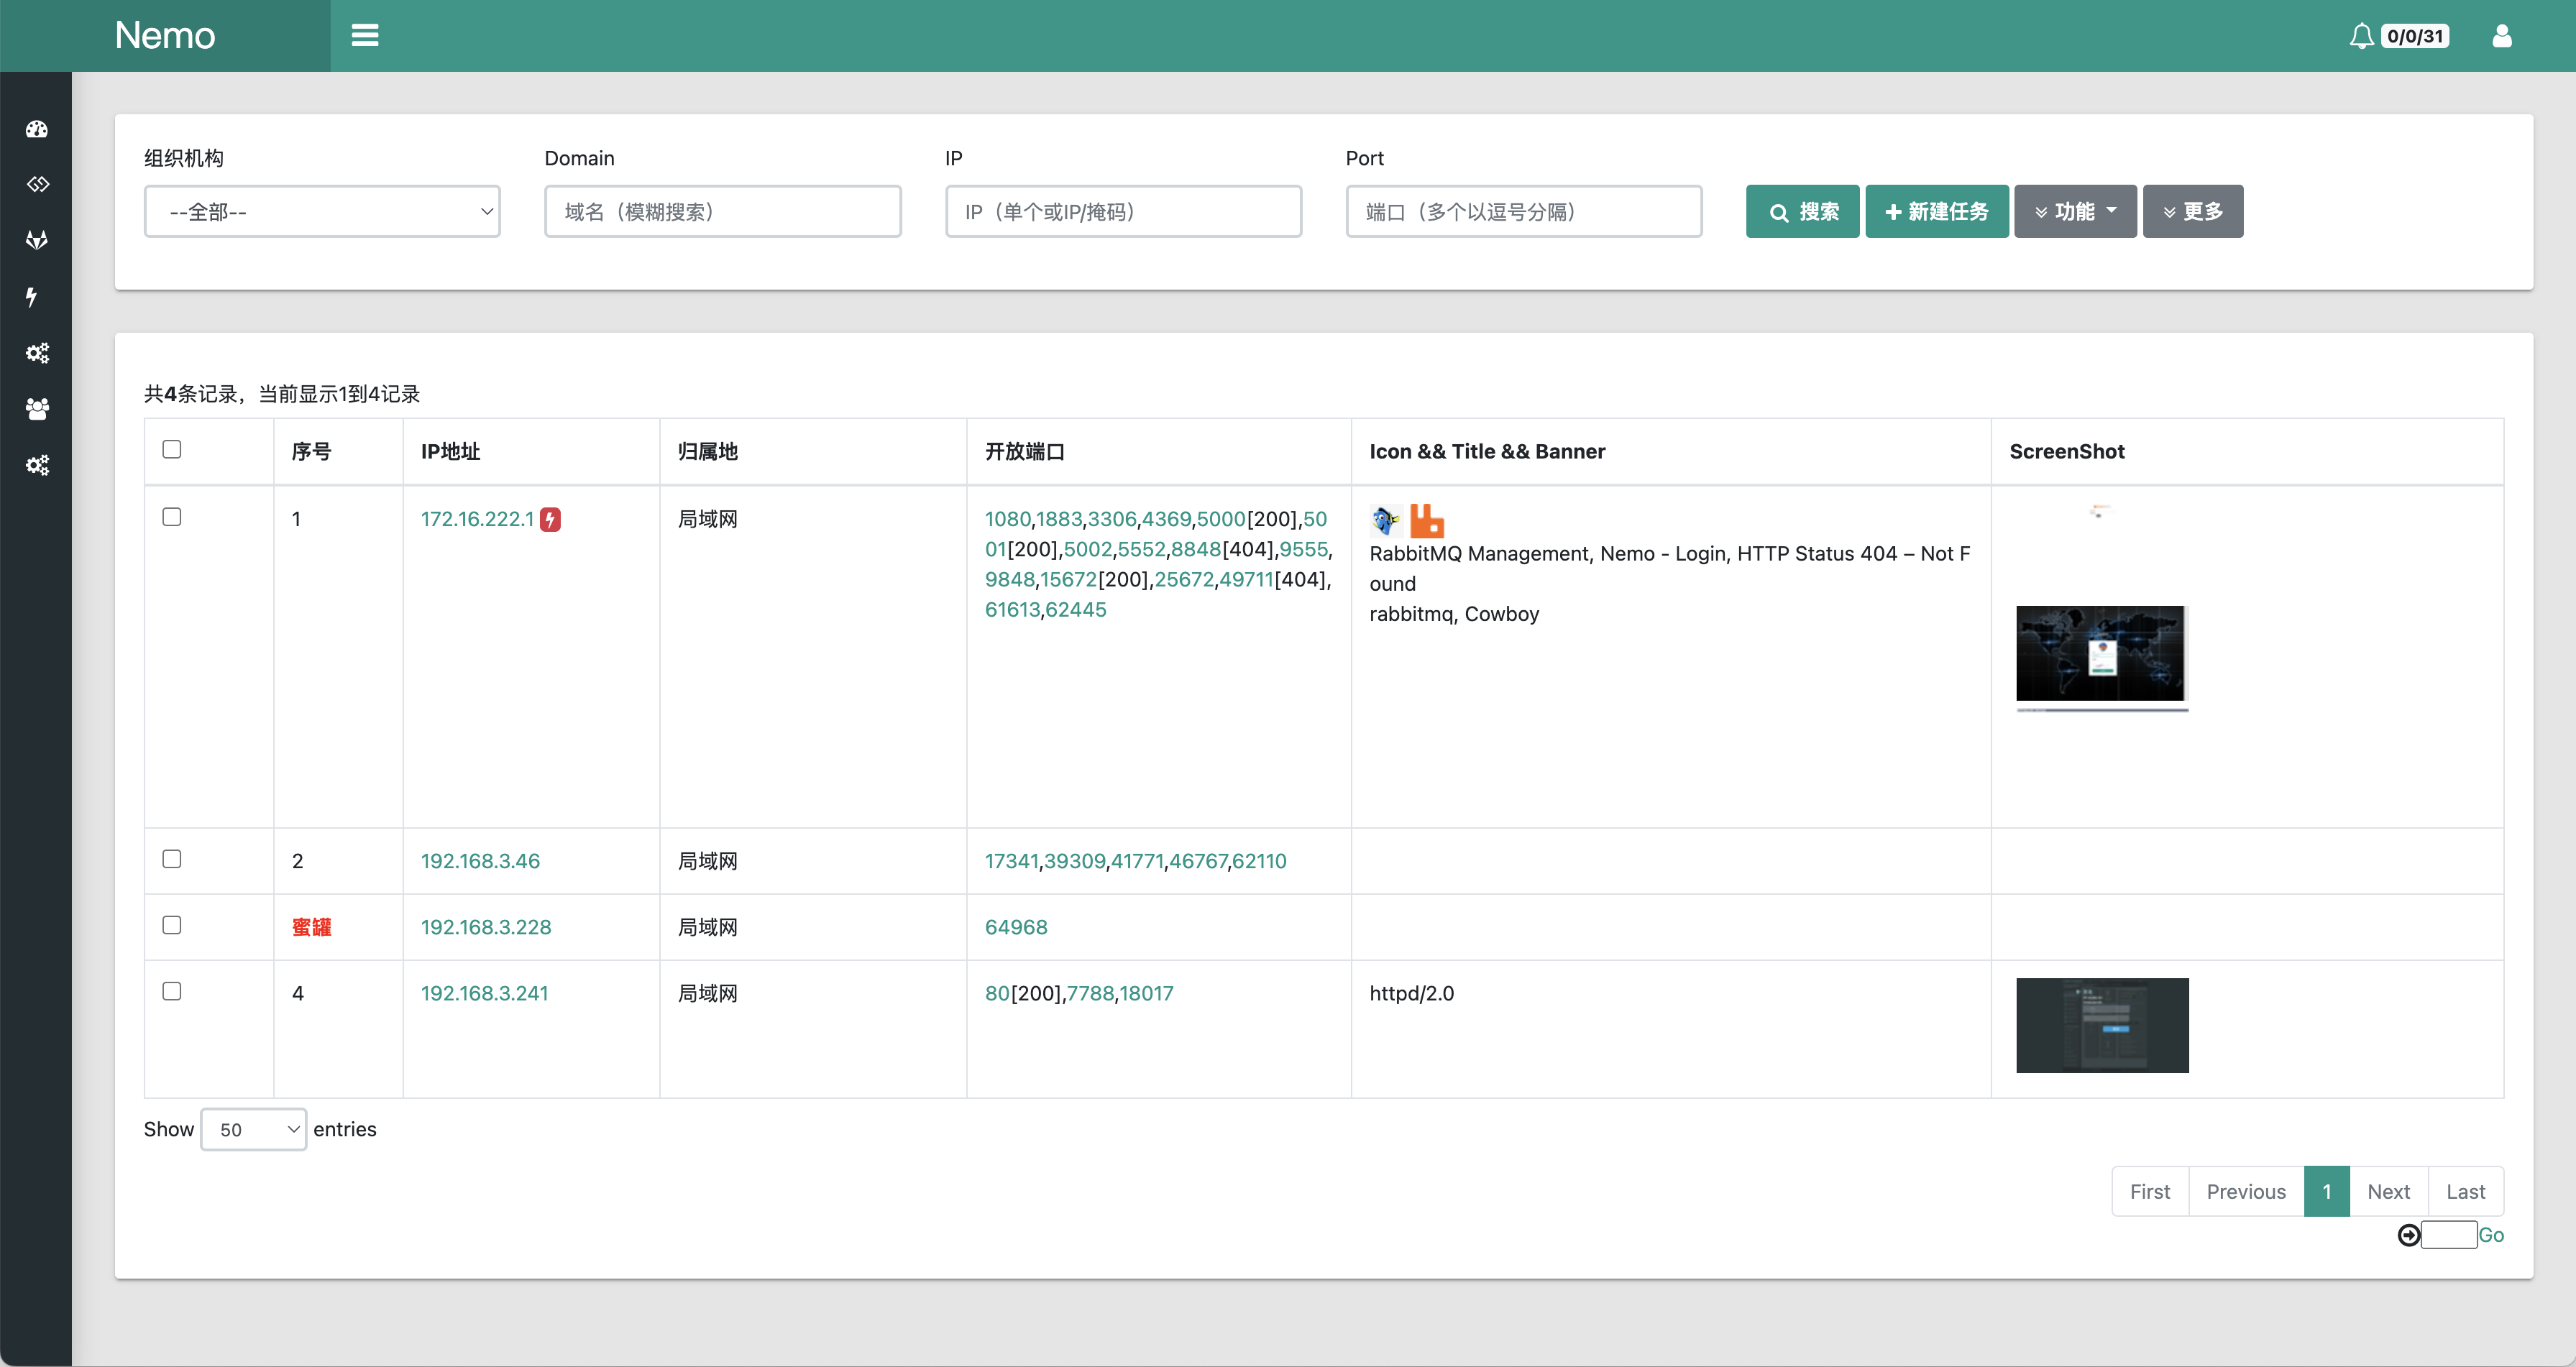 Nemo
0/0/31
组织机构
Domain
IP
Port
--全部--
域名（模糊搜索）
IP（单个或IP/掩码）
端口（多个以逗号分隔）
搜索
新建任务
功能
更多
共4条记录，当前显示1到4记录
序号
IP地址
归属地
开放端口
Icon && Title && Banner
ScreenShot
1
172.16.222.1
局域网
1080,1883,3306,4369,5000[200],50
01[200],5002,5552,8848[404],9555,
9848,15672[200],25672,49711[404],
61613,62445
RabbitMQ Management, Nemo - Login, HTTP Status 404 – Not F
ound
rabbitmq, Cowboy
2
192.168.3.46
局域网
17341,39309,41771,46767,62110
蜜罐
192.168.3.228
局域网
64968
4
192.168.3.241
局域网
80[200],7788,18017
httpd/2.0
Show 50 entries
First
Previous
1
Next
Last
Go